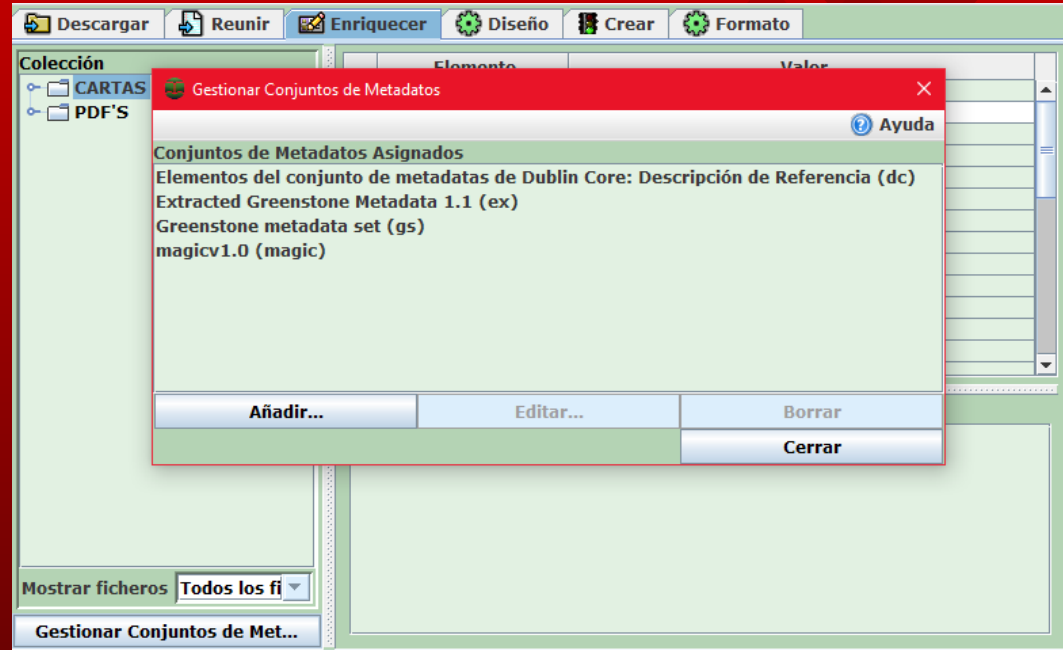 Descargar Reunir Enriquecer Diseño Crear Formato
Colección
Elemento Valor
CARTAS
PDF'S
Gestionar Conjuntos de Metadatos
Ayuda
Conjuntos de Metadatos Asignados
Elementos del conjunto de metadatas de Dublin Core: Descripción de Referencia (dc)
Extracted Greenstone Metadata 1.1 (ex)
Greenstone metadata set (gs)
magicv1.0 (magic)
Añadir... Editar... Borrar
Cerrar
Mostrar ficheros Todos los fi
Gestionar Conjuntos de Met...